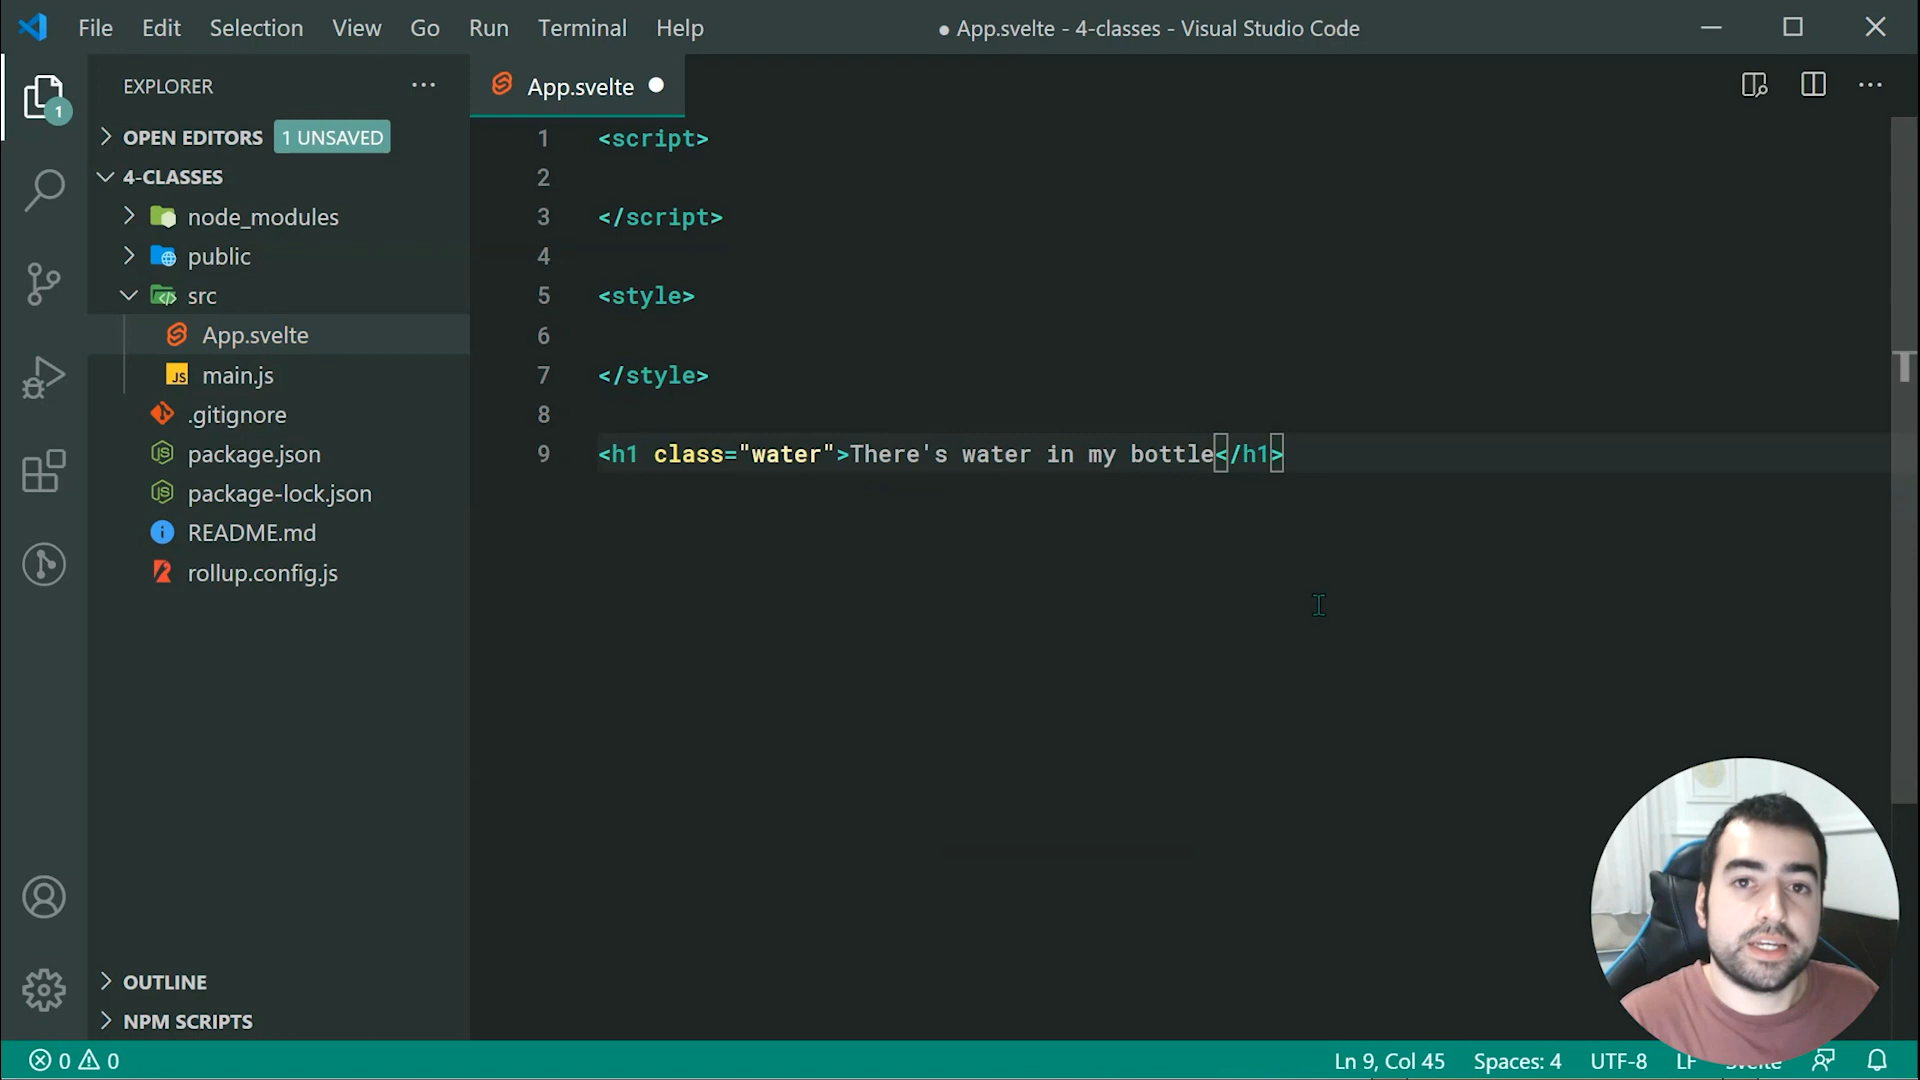 File Edit Selection View Go Run Terminal Help
● App.svelte - 4-classes - Visual Studio Code
EXPLORER
1
OPEN EDITORS 1 UNSAVED
4-CLASSES
node_modules
public
src
App.svelte
JS main.js
.gitignore
package.json
package-lock.json
README.md
rollup.config.js
OUTLINE
NPM SCRIPTS
App.svelte
1 <script>
2
3 </script>
4
5 <style>
6
7 </style>
8
9 <h1 class="water">There's water in my bottle</h1>
0 0
Ln 9, Col 45 Spaces: 4 UTF-8 LF Svelte